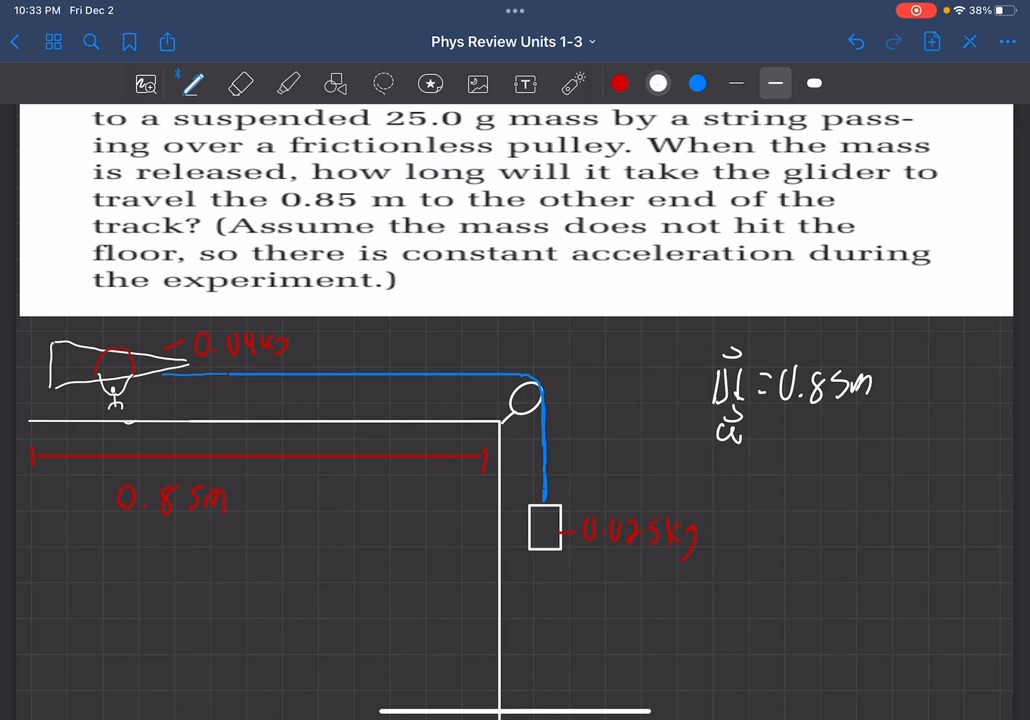 10:33 PM Fri Dec 2
38%
Phys Review Units 1-3
T
to a suspended 25.0 g mass by a string pass-
ing over a frictionless pulley. When the mass
is released, how long will it take the glider to
travel the 0.85 m to the other end of the
track? (Assume the mass does not hit the
floor, so there is constant acceleration during
the experiment.)
0.04kg
Δd = 0.85m
a
0.85m
0.025kg